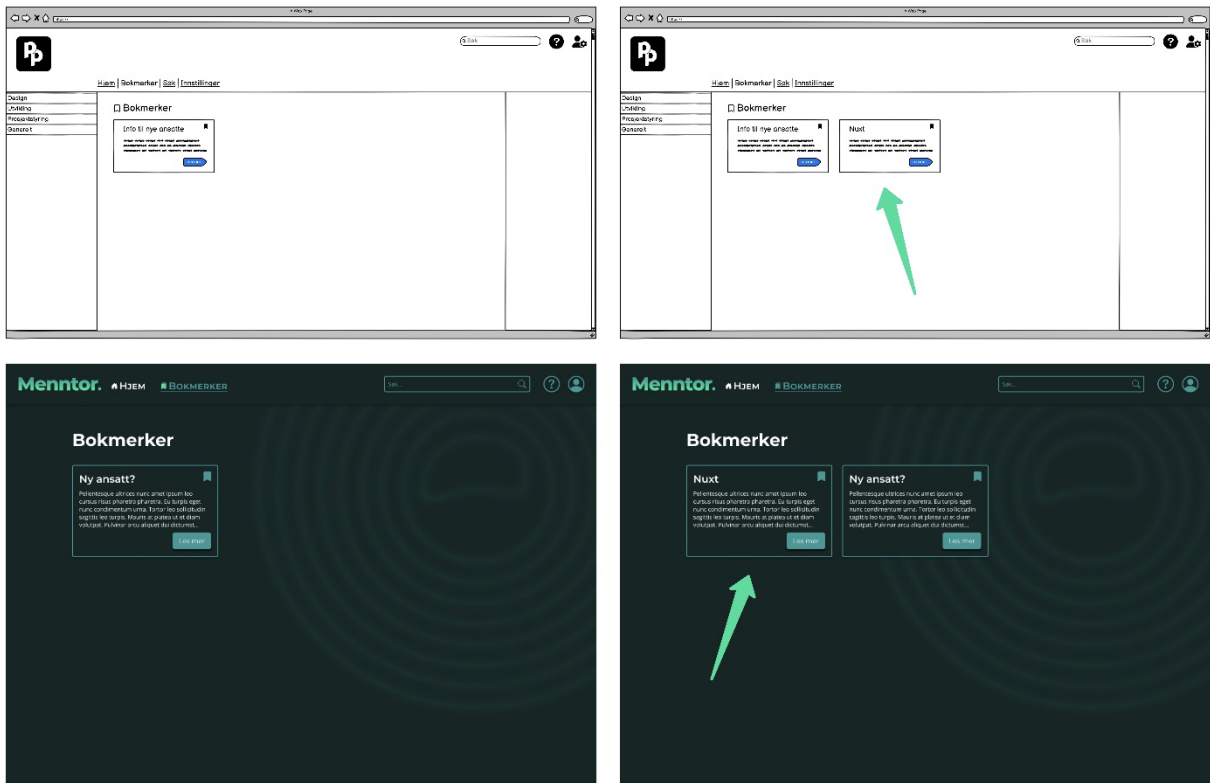 Pp
Søk
Hjem | Bokmerker | Søk | Innstillinger
Design
Utvikling
Prosjektstyring
Generelt
Bokmerker
Info til nye ansatte
Pp
Søk
Hjem | Bokmerker | Søk | Innstillinger
Design
Utvikling
Prosjektstyring
Generelt
Bokmerker
Info til nye ansatte
Nuxt
Menntor. HJEM BOKMERKER
Søk...
?
Bokmerker
Ny ansatt?
Pellentesque ultrices nunc amet ipsum leo
cursus risus pharetra pharetra. Eu turpis eget
nunc condimentum urna. Tortor leo sollicitudin
sagittis leo turpis. Mauris at platea ut et diam
volutpat. Pulvinar arcu aliquet dui dictumst...
Les mer
Menntor. HJEM BOKMERKER
Søk...
?
Bokmerker
Nuxt
Pellentesque ultrices nunc amet ipsum leo
cursus risus pharetra pharetra. Eu turpis eget
nunc condimentum urna. Tortor leo sollicitudin
sagittis leo turpis. Mauris at platea ut et diam
volutpat. Pulvinar arcu aliquet dui dictumst...
Les mer
Ny ansatt?
Pellentesque ultrices nunc amet ipsum leo
cursus risus pharetra pharetra. Eu turpis eget
nunc condimentum urna. Tortor leo sollicitudin
sagittis leo turpis. Mauris at platea ut et diam
volutpat. Pulvinar arcu aliquet dui dictumst...
Les mer